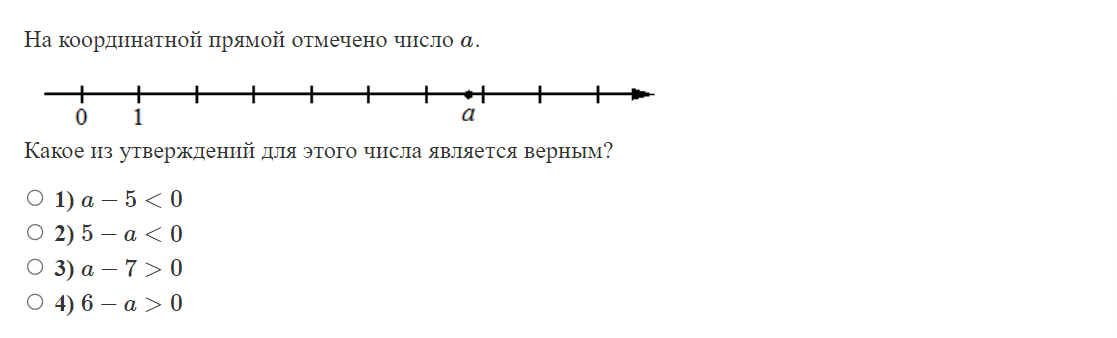 На координатной прямой отмечено число a.
0 1 a
Какое из утверждений для этого числа является верным?
1) a − 5 < 0
2) 5 − a < 0
3) a − 7 > 0
4) 6 − a > 0